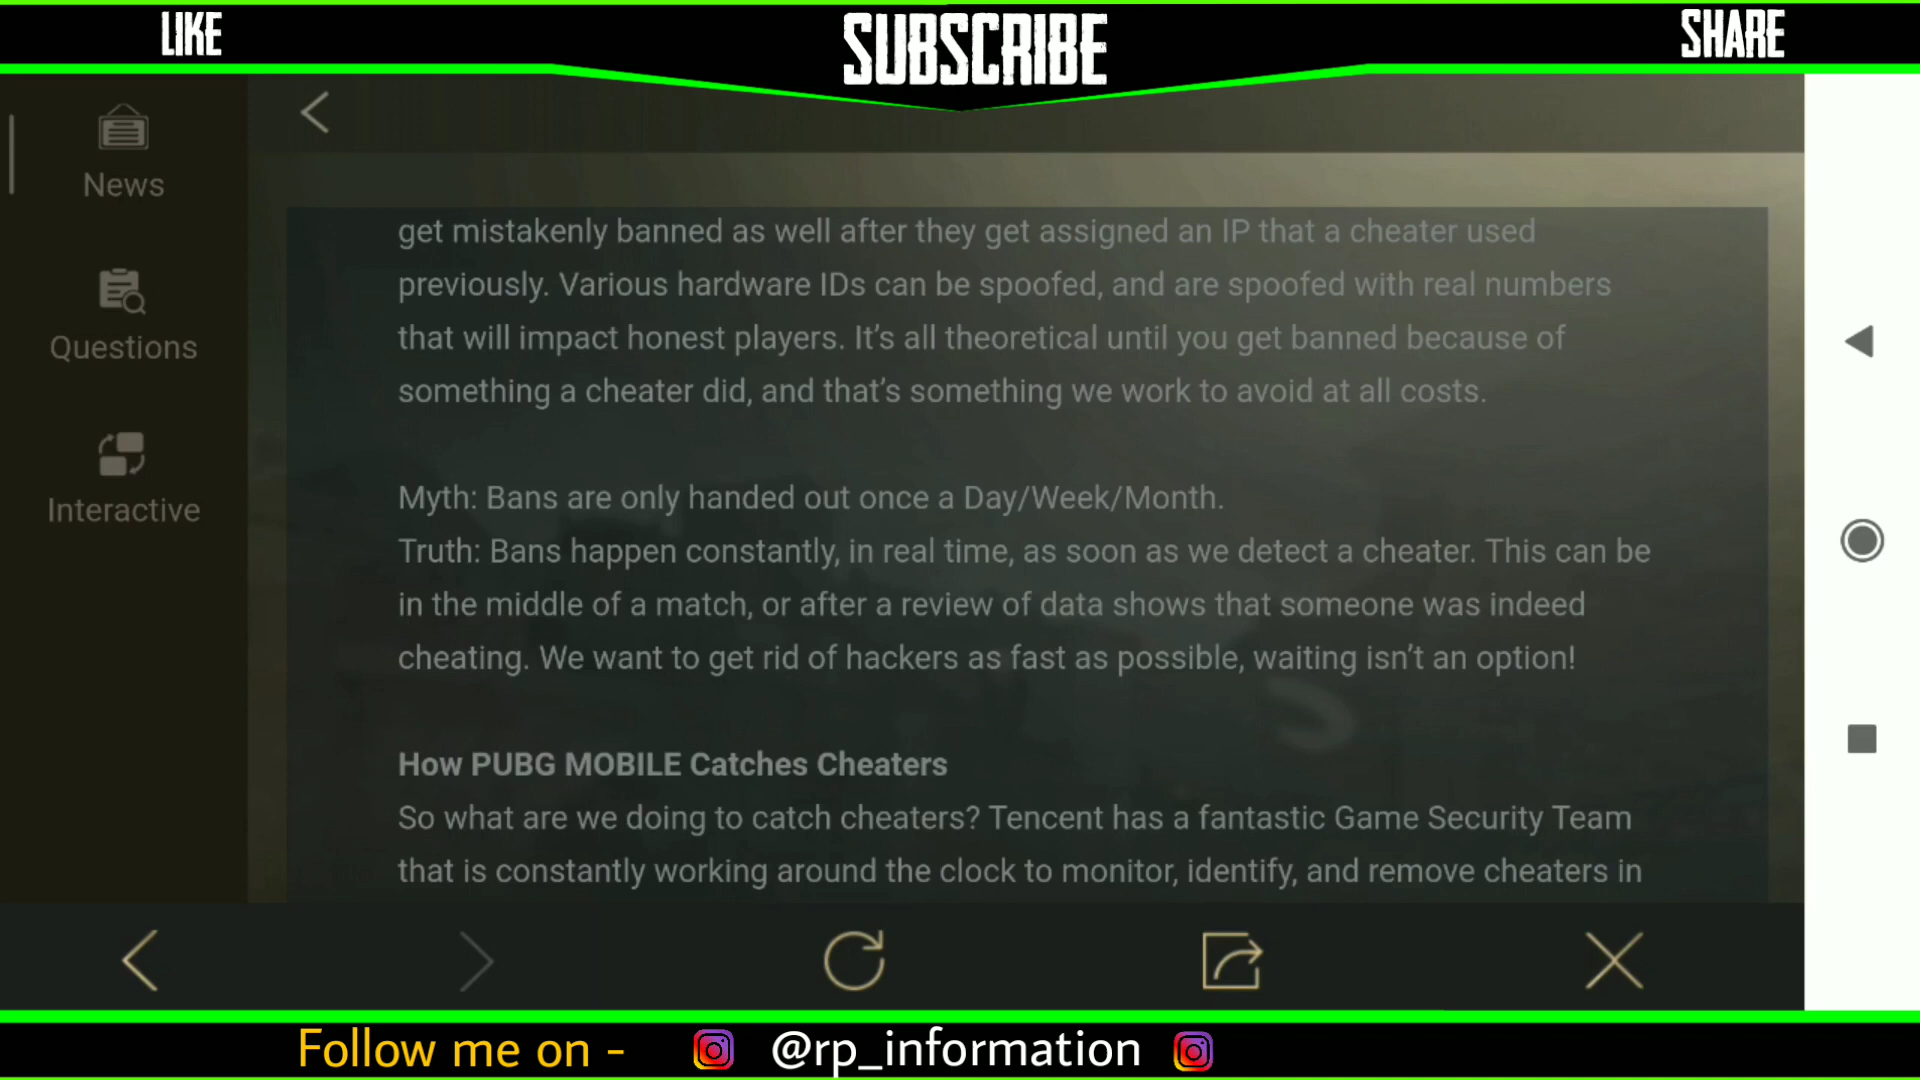 LIKE
SUBSCRIBE
SHARE
News
Questions
Interactive
get mistakenly banned as well after they get assigned an IP that a cheater used
previously. Various hardware IDs can be spoofed, and are spoofed with real numbers
that will impact honest players. It’s all theoretical until you get banned because of
something a cheater did, and that’s something we work to avoid at all costs.
Myth: Bans are only handed out once a Day/Week/Month.
Truth: Bans happen constantly, in real time, as soon as we detect a cheater. This can be
in the middle of a match, or after a review of data shows that someone was indeed
cheating. We want to get rid of hackers as fast as possible, waiting isn’t an option!
How PUBG MOBILE Catches Cheaters
So what are we doing to catch cheaters? Tencent has a fantastic Game Security Team
that is constantly working around the clock to monitor, identify, and remove cheaters in
Follow me on - @rp_information